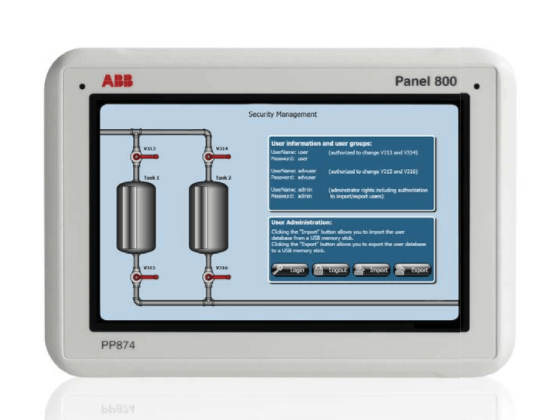 ABB
Panel 800
Security Management
V313
V314
Tank 1
Tank 2
V315
V316
User information and user groups:
UserName: user (authorized to change V313 and V314)
Password: user
UserName: advuser (authorized to change V315 and V316)
Password: advuser
UserName: admin (administrator rights including authorization
Password: admin to import/export users)
User Administration:
Clicking the "Import" button allows you to import the user
database from a USB memory stick.
Clicking the "Export" button allows you to export the user database
to a USB memory stick.
Login Logout Import Export
PP874